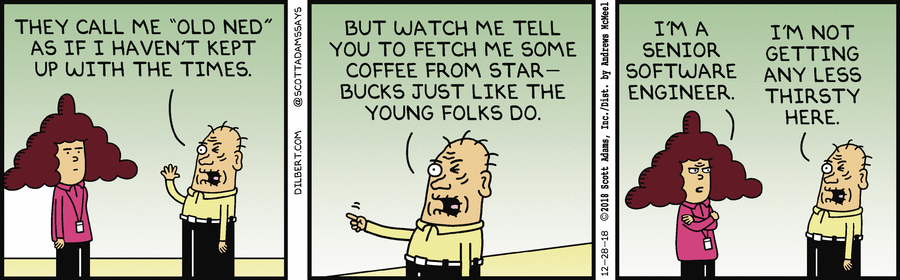 THEY CALL ME "OLD NED"
AS IF I HAVEN'T KEPT
UP WITH THE TIMES.
DILBERT.COM @SCOTTADAMSSAYS
BUT WATCH ME TELL
YOU TO FETCH ME SOME
COFFEE FROM STAR-
BUCKS JUST LIKE THE
YOUNG FOLKS DO.
12-28-18 ©2018 Scott Adams, Inc./Dist. by Andrews McMeel
I'M A
SENIOR
SOFTWARE
ENGINEER.
I'M NOT
GETTING
ANY LESS
THIRSTY
HERE.